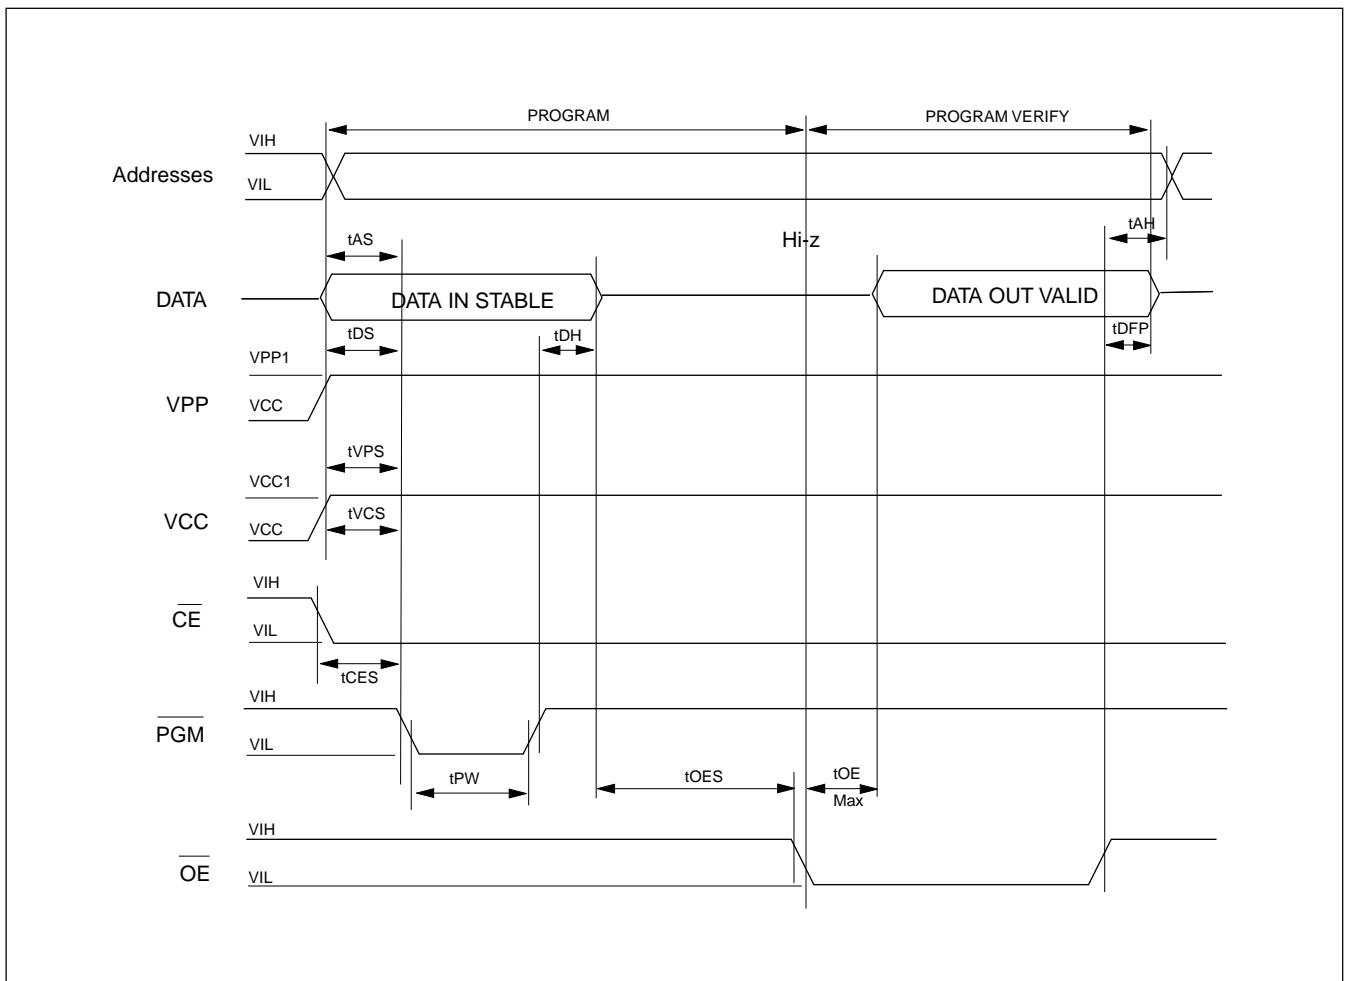 PROGRAM
PROGRAM VERIFY
VIH
Addresses
VIL
tAS
Hi-z
tAH
DATA
DATA IN STABLE
DATA OUT VALID
tDS
tDH
tDFP
VPP1
VPP
VCC
tVPS
VCC1
VCC
VCC
tVCS
VIH
CE
VIL
tCES
VIH
PGM
VIL
tPW
tOES
tOE
Max
VIH
OE
VIL